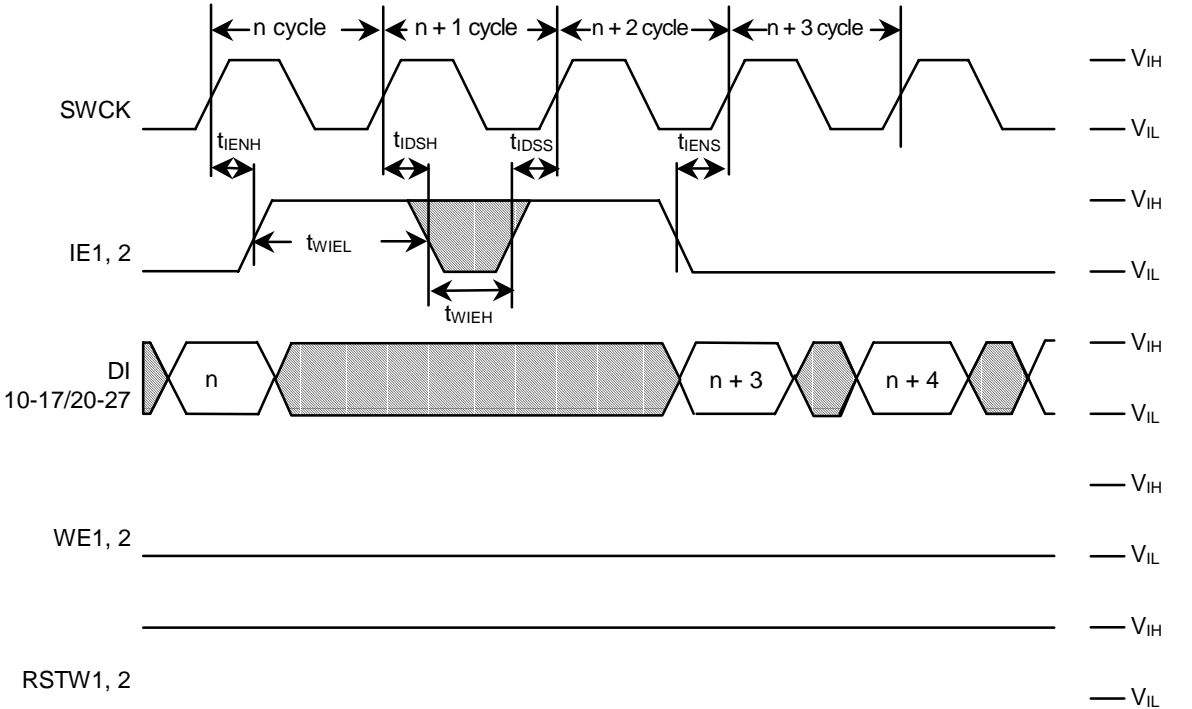 n cycle n + 1 cycle n + 2 cycle n + 3 cycle
VIH
SWCK
VIL
tIENH tIDSH tIDSS tIENS
VIH
IE1, 2
tWIEL
VIL
tWIEH
VIH
DI
10-17/20-27
n n + 3 n + 4
VIL
VIH
WE1, 2
VIL
VIH
RSTW1, 2
VIL